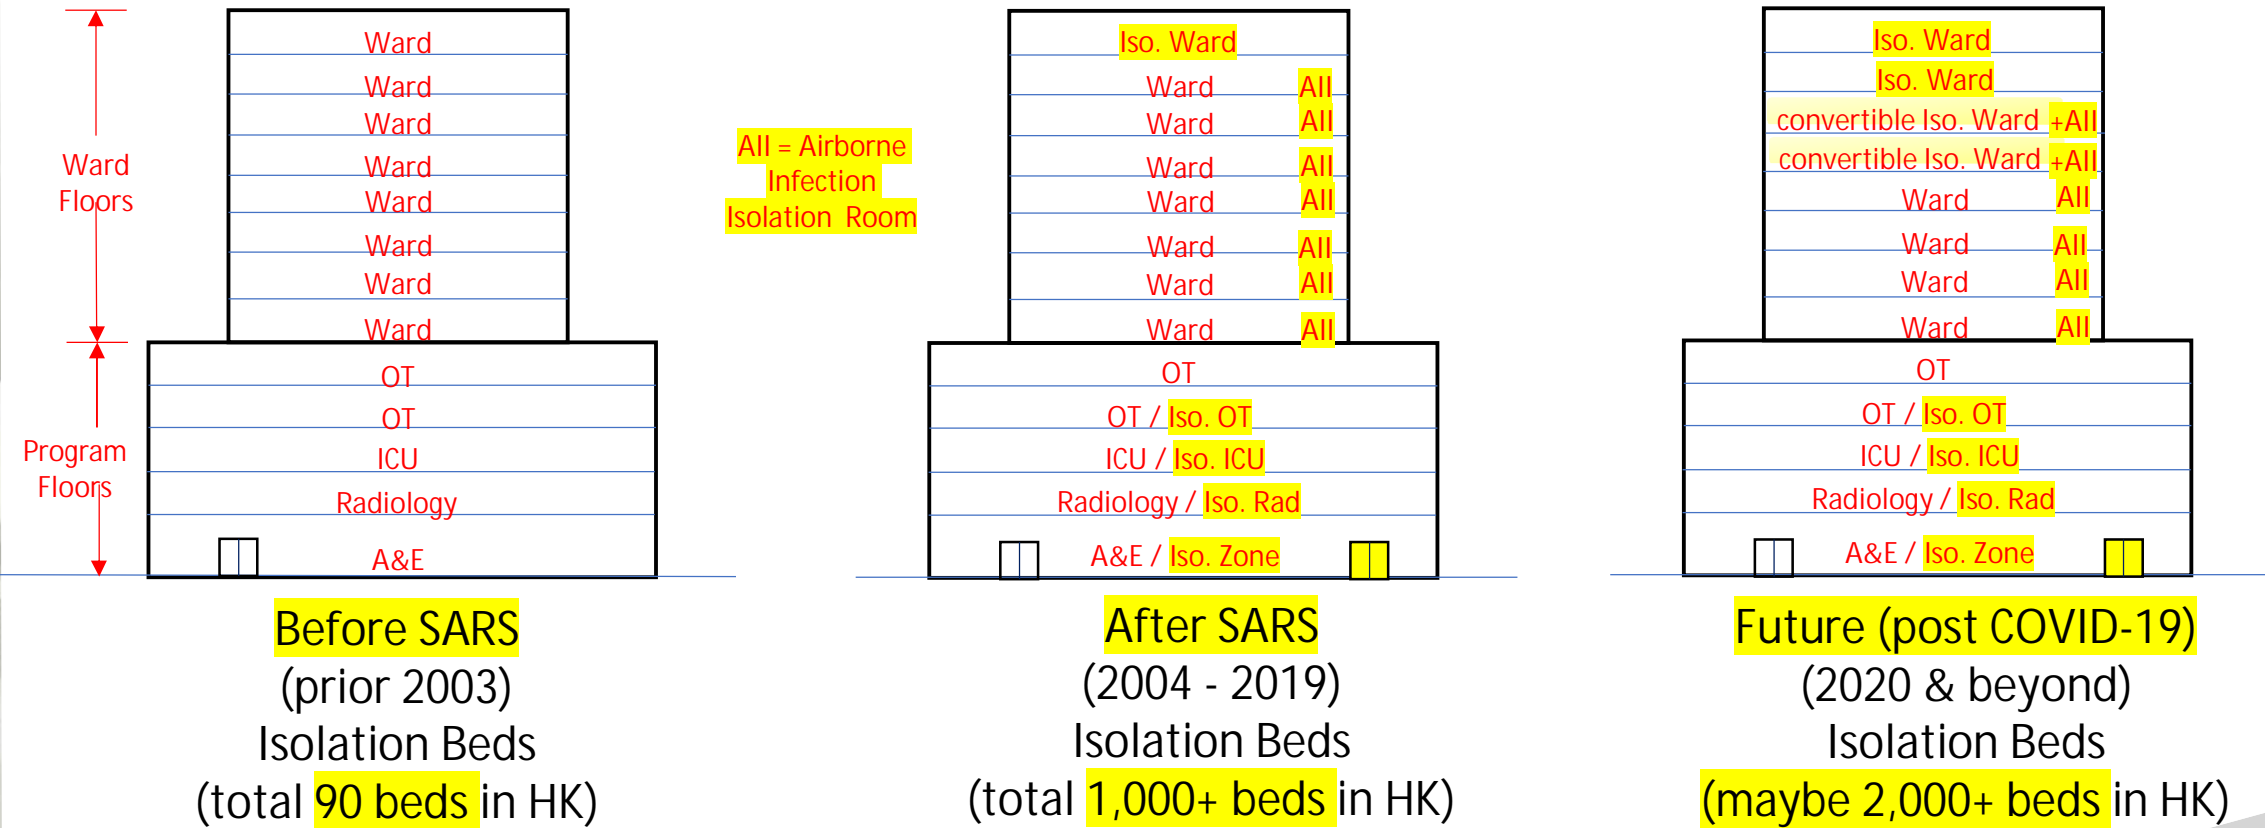 Ward
Floors
Program
Floors
Ward
Ward
Ward
Ward
Ward
Ward
Ward
Ward
OT
OT
ICU
Radiology
A&E
Before SARS
(prior 2003)
Isolation Beds
(total 90 beds in HK)
AII = Airborne
Infection
Isolation Room
Iso. Ward
Ward AII
Ward AII
Ward AII
Ward AII
Ward AII
Ward AII
Ward AII
OT
OT / Iso. OT
ICU / Iso. ICU
Radiology / Iso. Rad
A&E / Iso. Zone
After SARS
(2004 - 2019)
Isolation Beds
(total 1,000+ beds in HK)
Iso. Ward
Iso. Ward
convertible Iso. Ward +AII
convertible Iso. Ward +AII
Ward AII
Ward AII
Ward AII
Ward AII
OT
OT / Iso. OT
ICU / Iso. ICU
Radiology / Iso. Rad
A&E / Iso. Zone
Future (post COVID-19)
(2020 & beyond)
Isolation Beds
(maybe 2,000+ beds in HK)